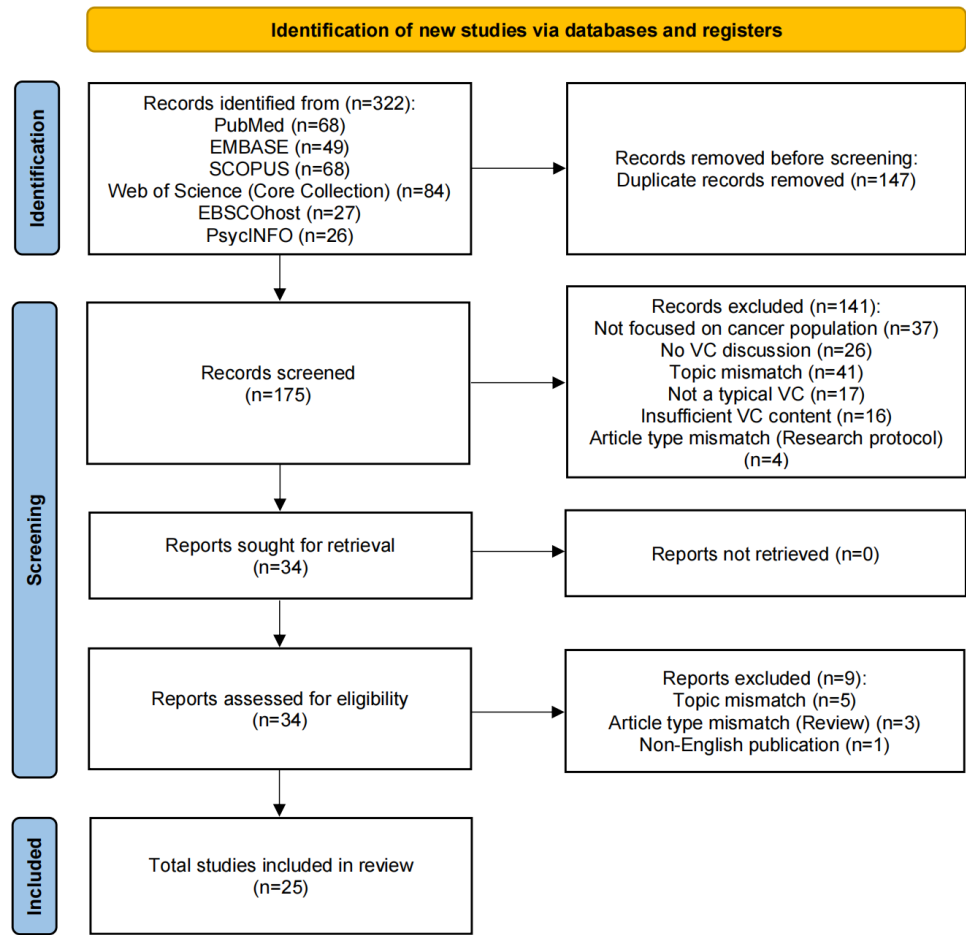 Identification of new studies via databases and registers
Identification
Records identified from (n=322):
PubMed (n=68)
EMBASE (n=49)
SCOPUS (n=68)
Web of Science (Core Collection) (n=84)
EBSCOhost (n=27)
PsycINFO (n=26)
Records removed before screening:
Duplicate records removed (n=147)
Screening
Records screened
(n=175)
Records excluded (n=141):
Not focused on cancer population (n=37)
No VC discussion (n=26)
Topic mismatch (n=41)
Not a typical VC (n=17)
Insufficient VC content (n=16)
Article type mismatch (Research protocol)
(n=4)
Reports sought for retrieval
(n=34)
Reports not retrieved (n=0)
Reports assessed for eligibility
(n=34)
Reports excluded (n=9):
Topic mismatch (n=5)
Article type mismatch (Review) (n=3)
Non-English publication (n=1)
Included
Total studies included in review
(n=25)